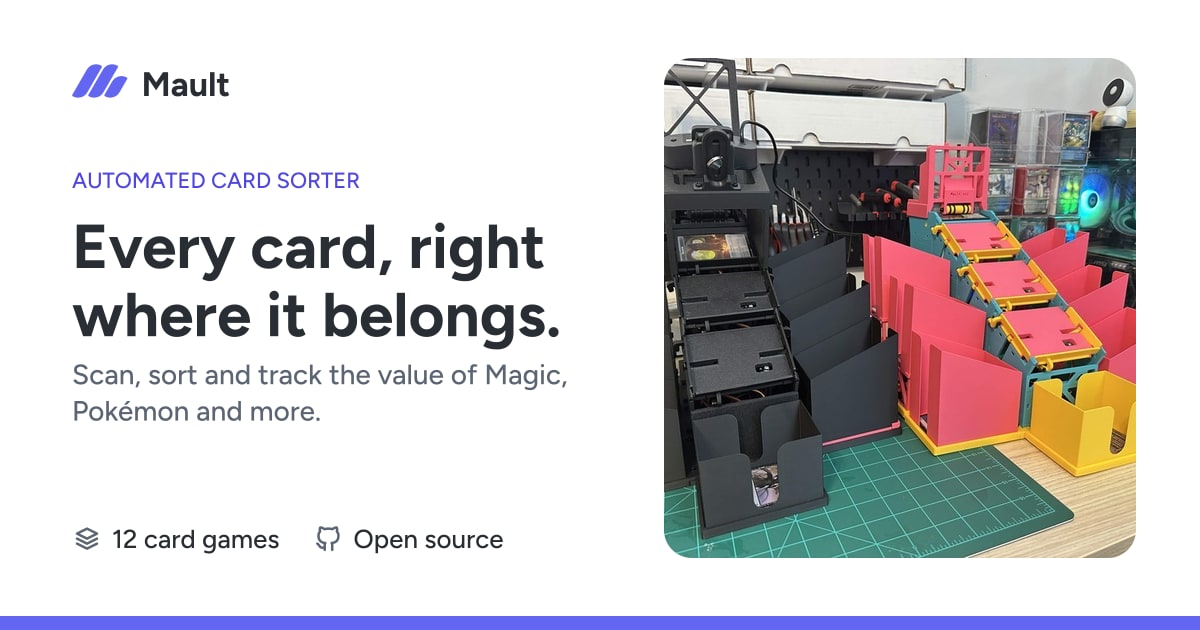 Mault
AUTOMATED CARD SORTER
Every card, right
where it belongs.
Scan, sort and track the value of Magic,
Pokémon and more.
12 card games
Open source